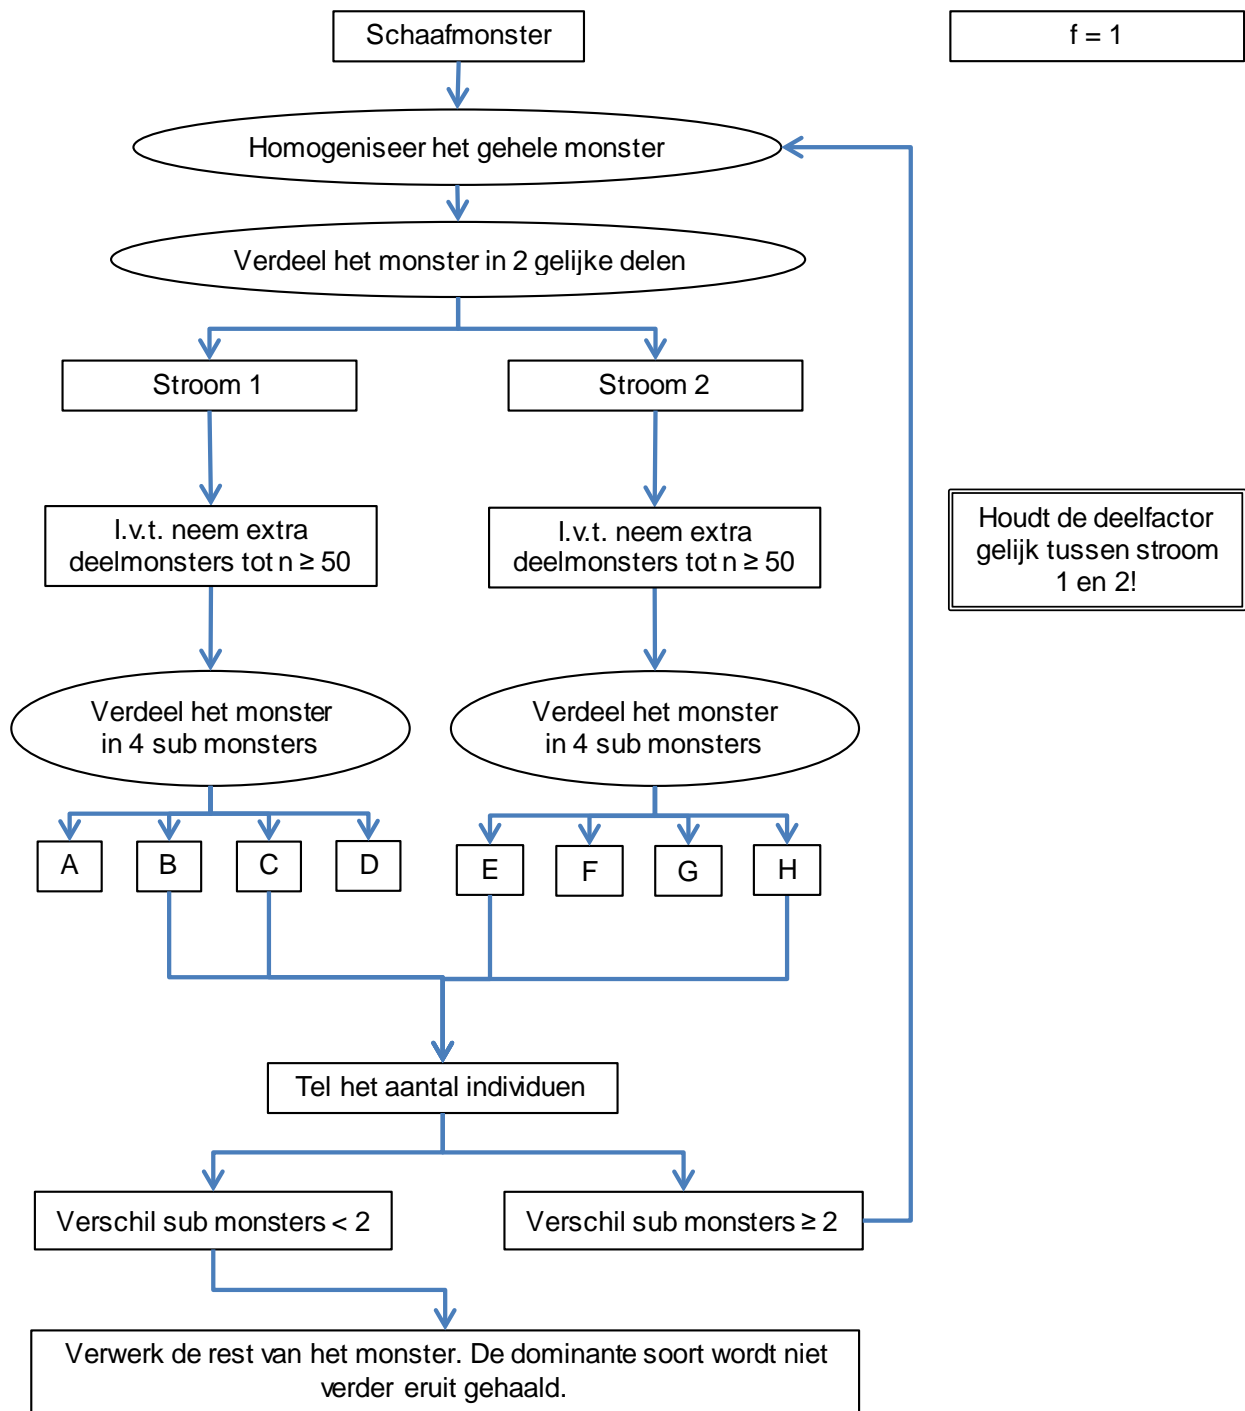 Schaafmonster
f = 1
Homogeniseer het gehele monster
Verdeel het monster in 2 gelijke delen
Stroom 1
Stroom 2
I.v.t. neem extra
deelmonsters tot n ≥ 50
I.v.t. neem extra
deelmonsters tot n ≥ 50
Houdt de deelfactor
gelijk tussen stroom
1 en 2!
Verdeel het monster
in 4 sub monsters
Verdeel het monster
in 4 sub monsters
A
B
C
D
E
F
G
H
Tel het aantal individuen
Verschil sub monsters < 2
Verschil sub monsters ≥ 2
Verwerk de rest van het monster. De dominante soort wordt niet
verder eruit gehaald.